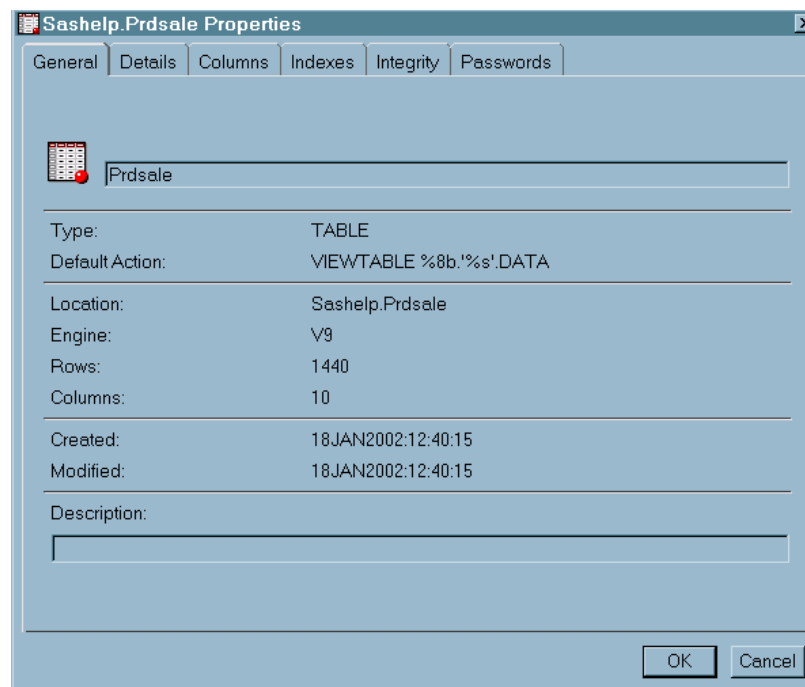 Sashelp.Prdsale Properties
General Details Columns Indexes Integrity Passwords
Prdsale
Type: TABLE
Default Action: VIEWTABLE %8b.'%s'.DATA
Location: Sashelp.Prdsale
Engine: V9
Rows: 1440
Columns: 10
Created: 18JAN2002:12:40:15
Modified: 18JAN2002:12:40:15
Description:
OK Cancel